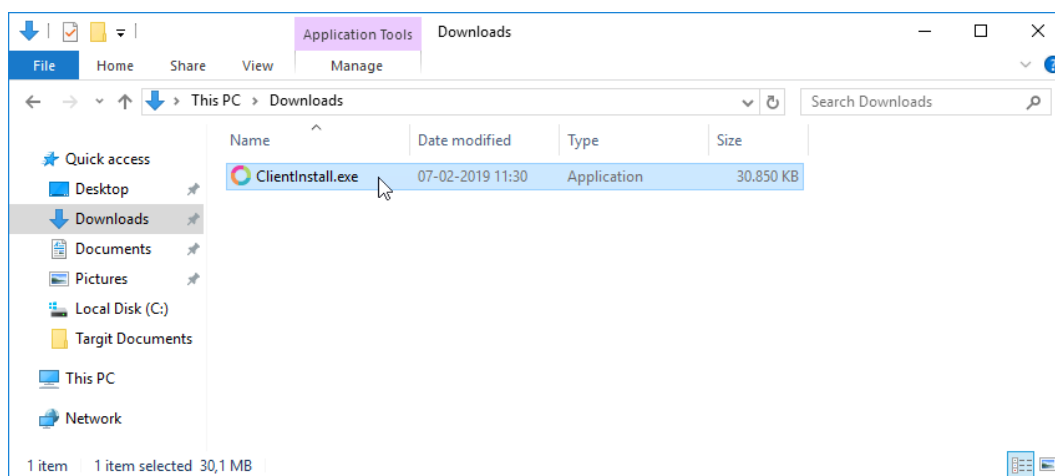 Application Tools Downloads
File Home Share View Manage
This PC > Downloads Search Downloads
Name Date modified Type Size
Quick access
ClientInstall.exe 07-02-2019 11:30 Application 30.850 KB
Desktop
Downloads
Documents
Pictures
Local Disk (C:)
Targit Documents
This PC
Network
1 item 1 item selected 30,1 MB